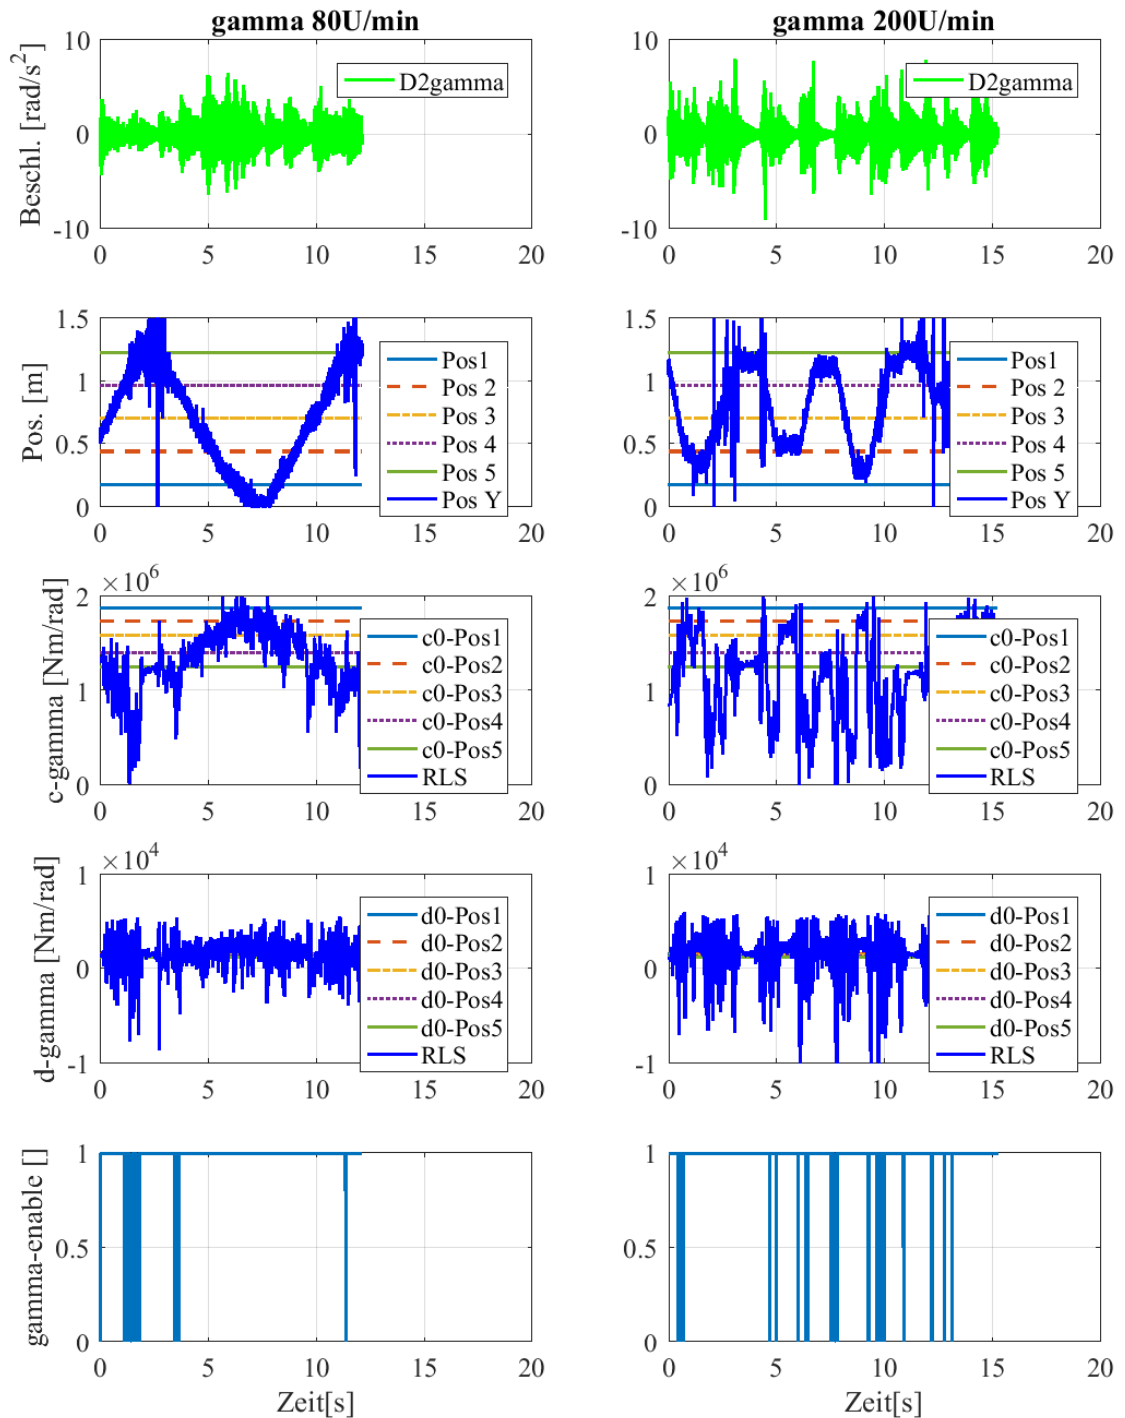 gamma 80U/min
gamma 200U/min
Beschl. [rad/s²]
10
0
-10
D2gamma
0 5 10 15 20
10
0
-10
D2gamma
0 5 10 15 20
Pos. [m]
1.5
1
0.5
0
Pos1
Pos 2
Pos 3
Pos 4
Pos 5
Pos Y
0 5 10 15 20
1.5
1
0.5
0
Pos1
Pos 2
Pos 3
Pos 4
Pos 5
Pos Y
0 5 10 15 20
c-gamma [Nm/rad]
×10⁶
2
1
0
c0-Pos1
c0-Pos2
c0-Pos3
c0-Pos4
c0-Pos5
RLS
0 5 10 15 20
×10⁶
2
1
0
c0-Pos1
c0-Pos2
c0-Pos3
c0-Pos4
c0-Pos5
RLS
0 5 10 15 20
d-gamma [Nm/rad]
×10⁴
1
0
-1
d0-Pos1
d0-Pos2
d0-Pos3
d0-Pos4
d0-Pos5
RLS
0 5 10 15 20
×10⁴
1
0
-1
d0-Pos1
d0-Pos2
d0-Pos3
d0-Pos4
d0-Pos5
RLS
0 5 10 15 20
gamma-enable []
1
0.5
0
0 5 10 15 20
Zeit[s]
1
0.5
0
0 5 10 15 20
Zeit[s]